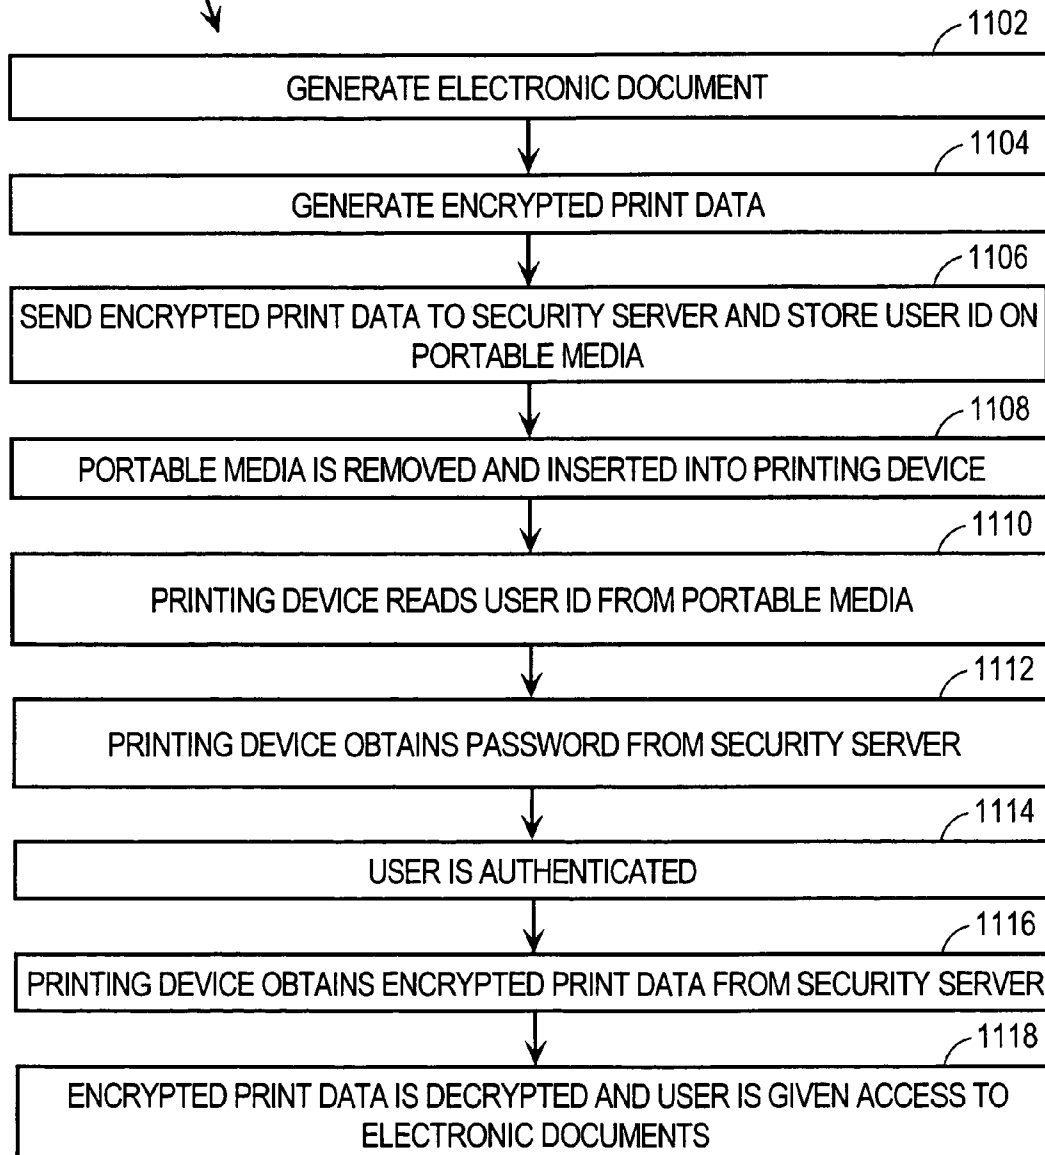 1102
GENERATE ELECTRONIC DOCUMENT
1104
GENERATE ENCRYPTED PRINT DATA
1106
SEND ENCRYPTED PRINT DATA TO SECURITY SERVER AND STORE USER ID ON
PORTABLE MEDIA
1108
PORTABLE MEDIA IS REMOVED AND INSERTED INTO PRINTING DEVICE
1110
PRINTING DEVICE READS USER ID FROM PORTABLE MEDIA
1112
PRINTING DEVICE OBTAINS PASSWORD FROM SECURITY SERVER
1114
USER IS AUTHENTICATED
1116
PRINTING DEVICE OBTAINS ENCRYPTED PRINT DATA FROM SECURITY SERVER
1118
ENCRYPTED PRINT DATA IS DECRYPTED AND USER IS GIVEN ACCESS TO
ELECTRONIC DOCUMENTS